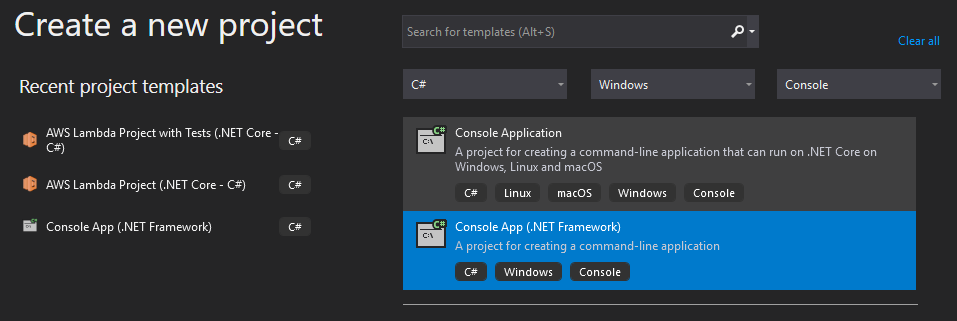 Create a new project
Search for templates (Alt+S)
Clear all
Recent project templates
C#
Windows
Console
AWS Lambda Project with Tests (.NET Core -
C#)
C#
AWS Lambda Project (.NET Core - C#)
C#
Console App (.NET Framework)
C#
Console Application
A project for creating a command-line application that can run on .NET Core on
Windows, Linux and macOS
C#
Linux
macOS
Windows
Console
Console App (.NET Framework)
A project for creating a command-line application
C#
Windows
Console